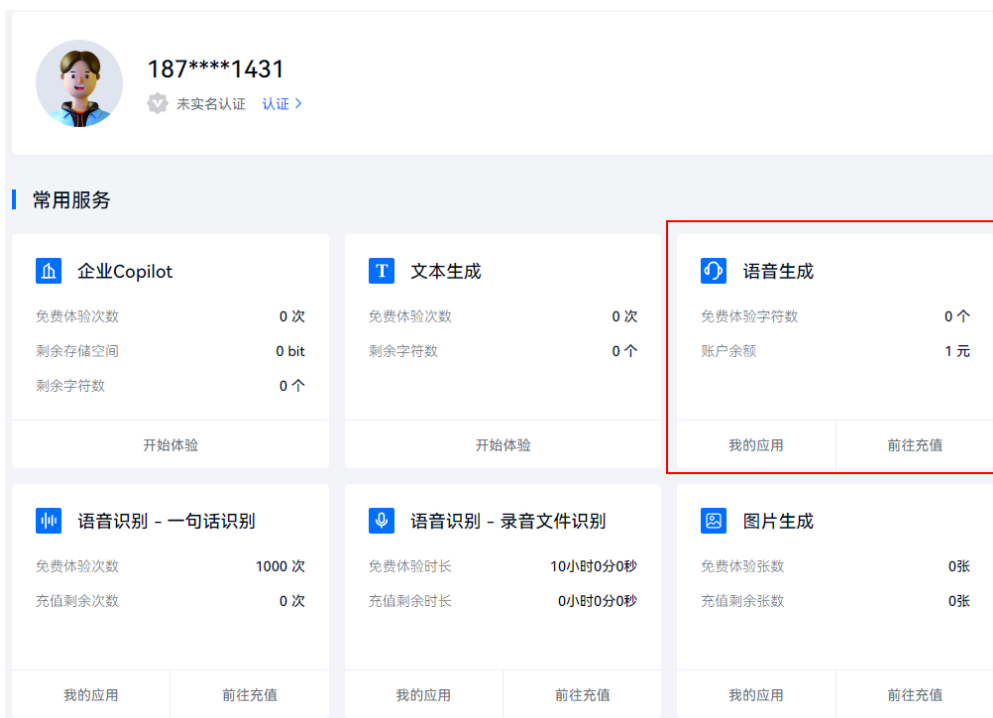 187****1431
未实名认证 认证 >
常用服务
企业Copilot
免费体验次数 0 次
剩余存储空间 0 bit
剩余字符数 0 个
开始体验
文本生成
免费体验次数 0 次
剩余字符数 0 个
开始体验
语音生成
免费体验字符数 0 个
账户余额 1 元
我的应用 前往充值
语音识别 - 一句话识别
免费体验次数 1000 次
充值剩余次数 0 次
我的应用 前往充值
语音识别 - 录音文件识别
免费体验时长 10小时0分0秒
充值剩余时长 0小时0分0秒
我的应用 前往充值
图片生成
免费体验张数 0张
充值剩余张数 0张
我的应用 前往充值